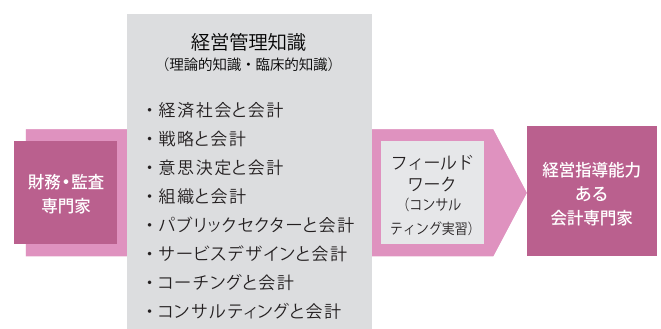 財務・監査
専門家
経営管理知識
（理論的知識・臨床的知識）
・経済社会と会計
・戦略と会計
・意思決定と会計
・組織と会計
・パブリックセクターと会計
・サービスデザインと会計
・コーチングと会計
・コンサルティングと会計
フィールド
ワーク
（コンサル
ティング実習）
経営指導能力
ある
会計専門家